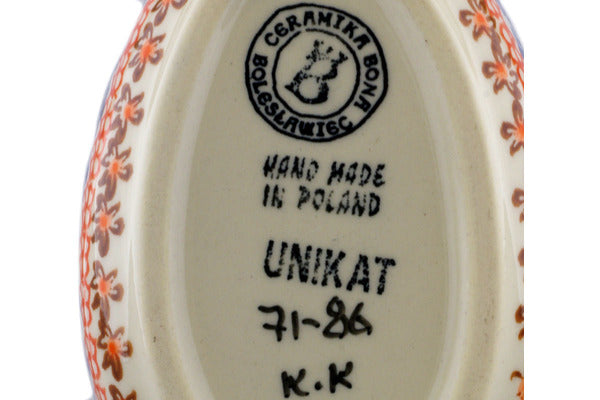 CERAMIKA BONA
BOLESŁAWIEC
B
HAND MADE
IN POLAND
UNIKAT
71-86
K.K